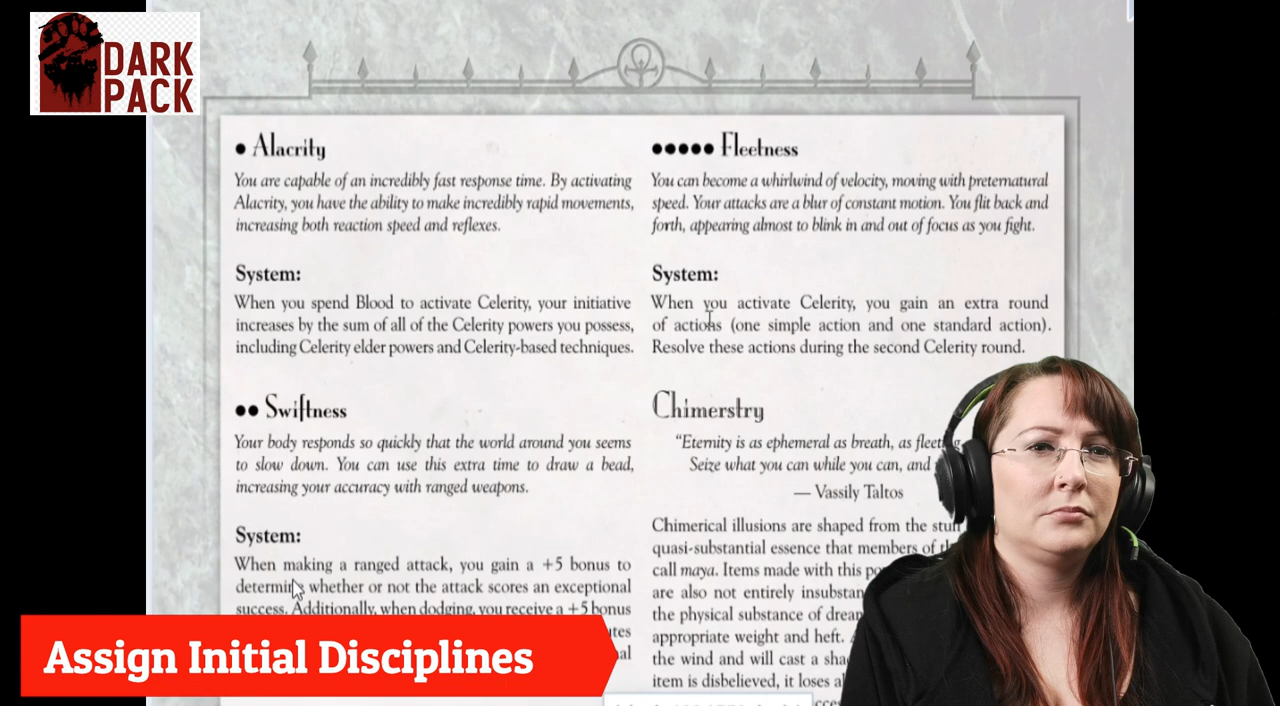 DARK
PACK
● Alacrity
You are capable of an incredibly fast response time. By activating
Alacrity, you have the ability to make incredibly rapid movements,
increasing both reaction speed and reflexes.
System:
When you spend Blood to activate Celerity, your initiative
increases by the sum of all of the Celerity powers you possess,
including Celerity elder powers and Celerity-based techniques.
●● Swiftness
Your body responds so quickly that the world around you seems
to slow down. You can use this extra time to draw a bead,
increasing your accuracy with ranged weapons.
System:
When making a ranged attack, you gain a +5 bonus to
determine whether or not the attack scores an exceptional
success. Additionally, when dodging, you receive a +5 bonus
●●●●● Fleetness
You can become a whirlwind of velocity, moving with preternatural
speed. Your attacks are a blur of constant motion. You flit back and
forth, appearing almost to blink in and out of focus as you fight.
System:
When you activate Celerity, you gain an extra round
of actions (one simple action and one standard action).
Resolve these actions during the second Celerity round.
Chimerstry
“Eternity is as ephemeral as breath, as
Seize what you can while you can, and
— Vassily Taltos
Chimerical illusions are shaped from the
quasi-substantial essence that members of
call maya. Items made with this
are also not entirely
the physical substance of
appropriate weight and heft.
the wind and will cast a
item is disbelieved, it loses
Assign Initial Disciplines